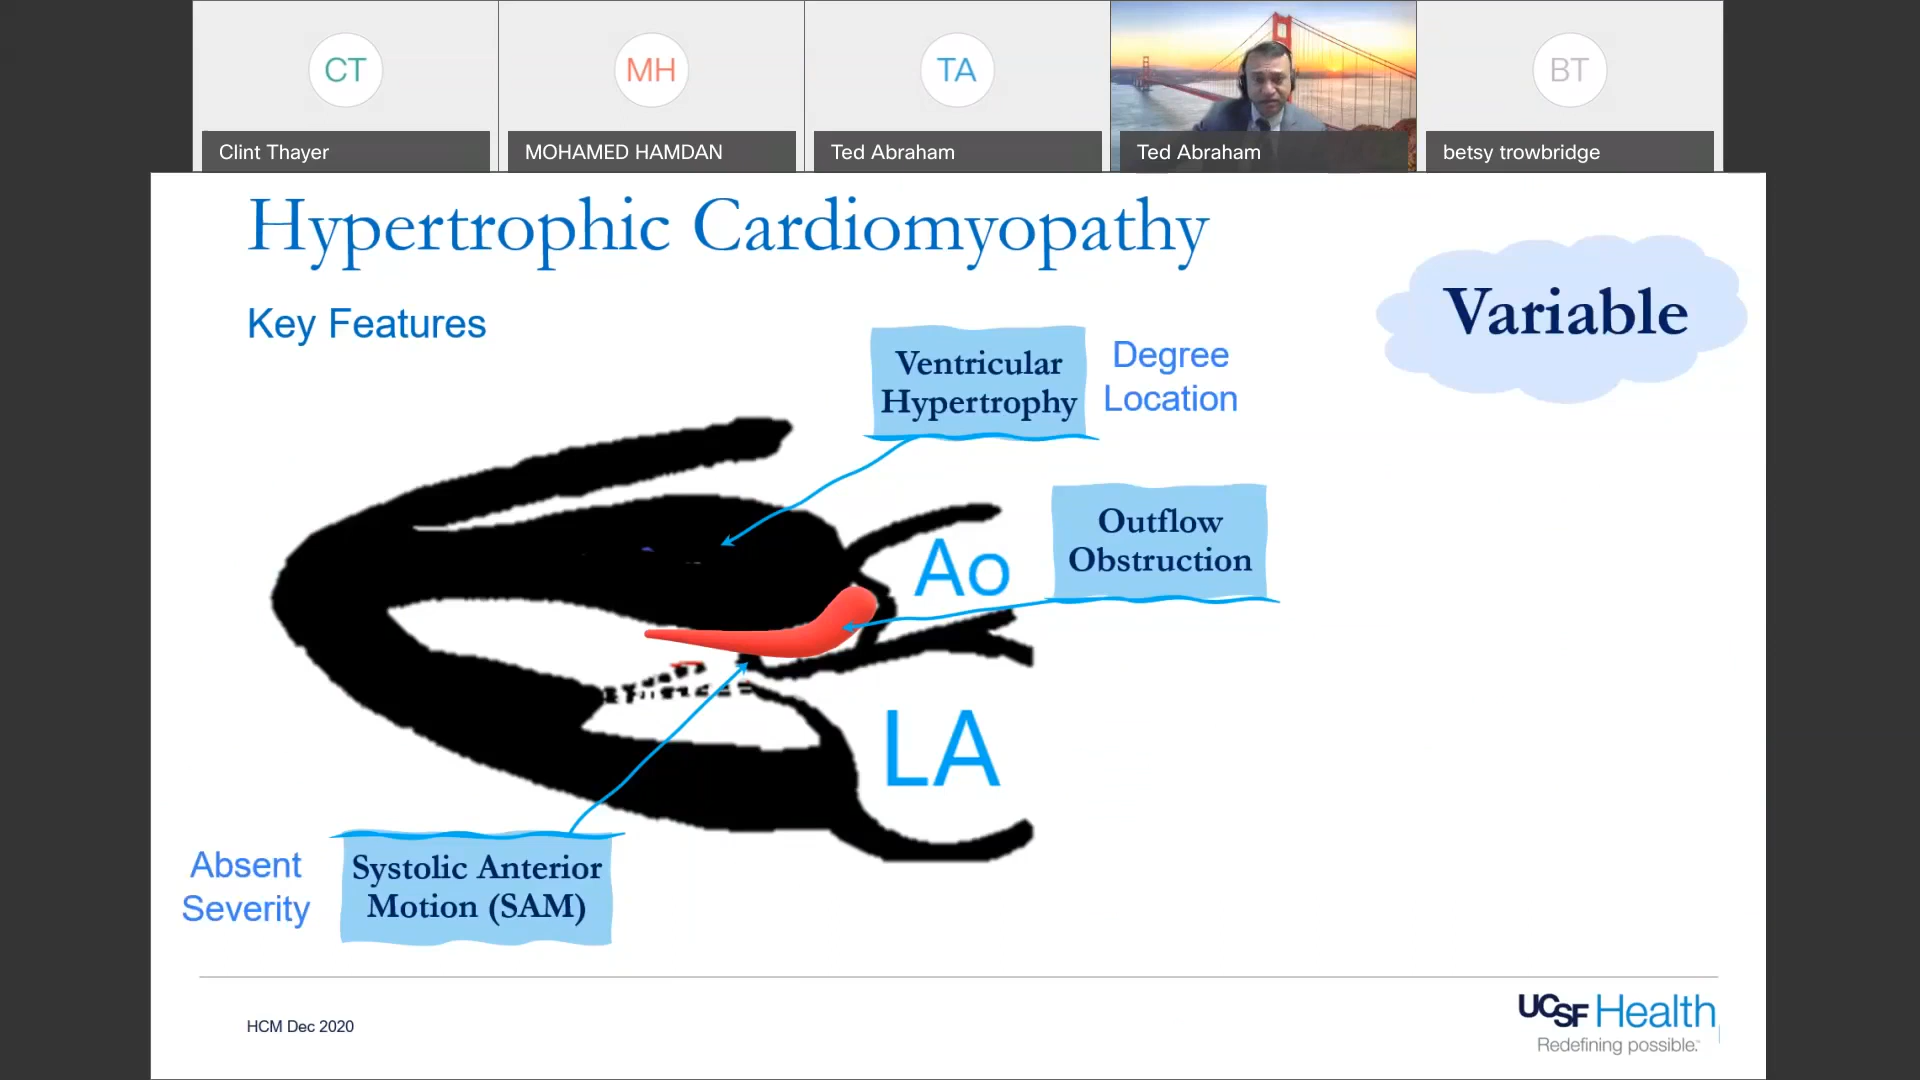 CT
MH
TA
BT
Clint Thayer
MOHAMED HAMDAN
Ted Abraham
Ted Abraham
betsy trowbridge
Hypertrophic Cardiomyopathy
Variable
Key Features
Ventricular
Hypertrophy
Degree
Location
Outflow
Obstruction
Ao
LA
Absent
Severity
Systolic Anterior
Motion (SAM)
HCM Dec 2020
UCSF Health
Redefining possible.™